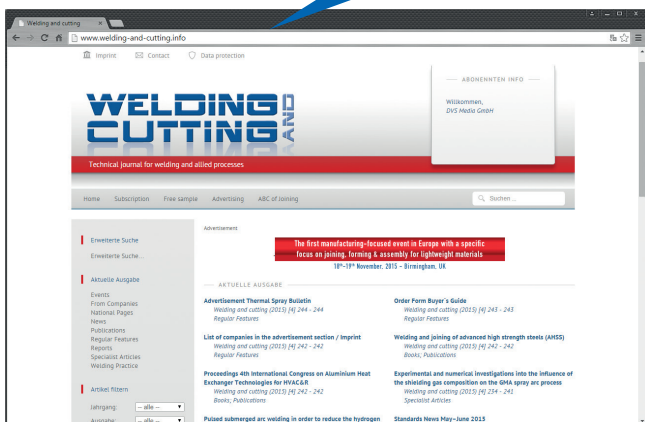 Welding and cutting
www.welding-and-cutting.info
Imprint Contact Data protection
ABONENNTEN INFO
Willkommen,
DVS Media GmbH
WELDING
AND
CUTTING
Technical journal for welding and allied processes
Home Subscription Free sample Advertising ABC of Joining
Suchen ...
Erweiterte Suche
Erweiterte Suche...
Aktuelle Ausgabe
Events
From Companies
National Pages
News
Publications
Regular Features
Reports
Specialist Articles
Welding Practice
Artikel filtern
Jahrgang: -- alle --
Ausgabe: -- alle --
Advertisement
The first manufacturing-focused event in Europe with a specific
focus on joining, forming & assembly for lightweight materials
18th-19th November, 2015 - Birmingham, UK
AKTUELLE AUSGABE
Advertisement Thermal Spray Bulletin
Welding and cutting (2015) [4] 244 - 244
Regular Features
Order Form Buyer´s Guide
Welding and cutting (2015) [4] 243 - 243
Regular Features
List of companies in the advertisement section / Imprint
Welding and cutting (2015) [4] 242 - 242
Regular Features
Welding and joining of advanced high strength steels (AHSS)
Welding and cutting (2015) [4] 242 - 242
Books; Publications
Proceedings 4th International Congress on Aluminium Heat
Exchanger Technologies for HVAC&R
Welding and cutting (2015) [4] 242 - 242
Books; Publications
Experimental and numerical investigations into the influence of
the shielding gas composition on the GMA spray arc process
Welding and cutting (2015) [4] 234 - 241
Specialist Articles
Pulsed submerged arc welding in order to reduce the hydrogen
Standards News May–June 2015